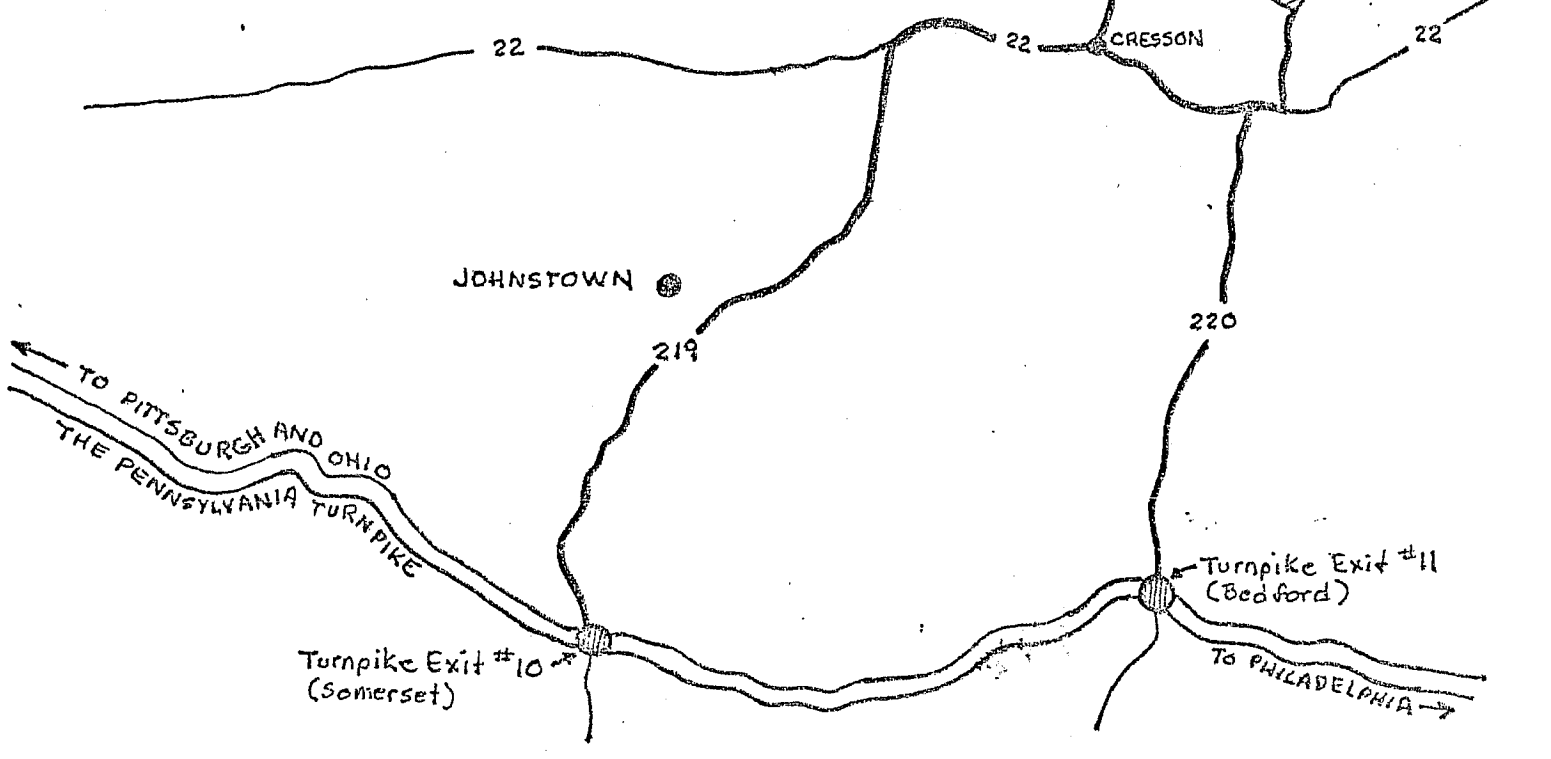 22
22
CRESSON
22
JOHNSTOWN
219
220
TO PITTSBURGH AND OHIO
THE PENNSYLVANIA TURNPIKE
Turnpike Exit #11
(Bedford)
Turnpike Exit #10
(Somerset)
TO PHILADELPHIA